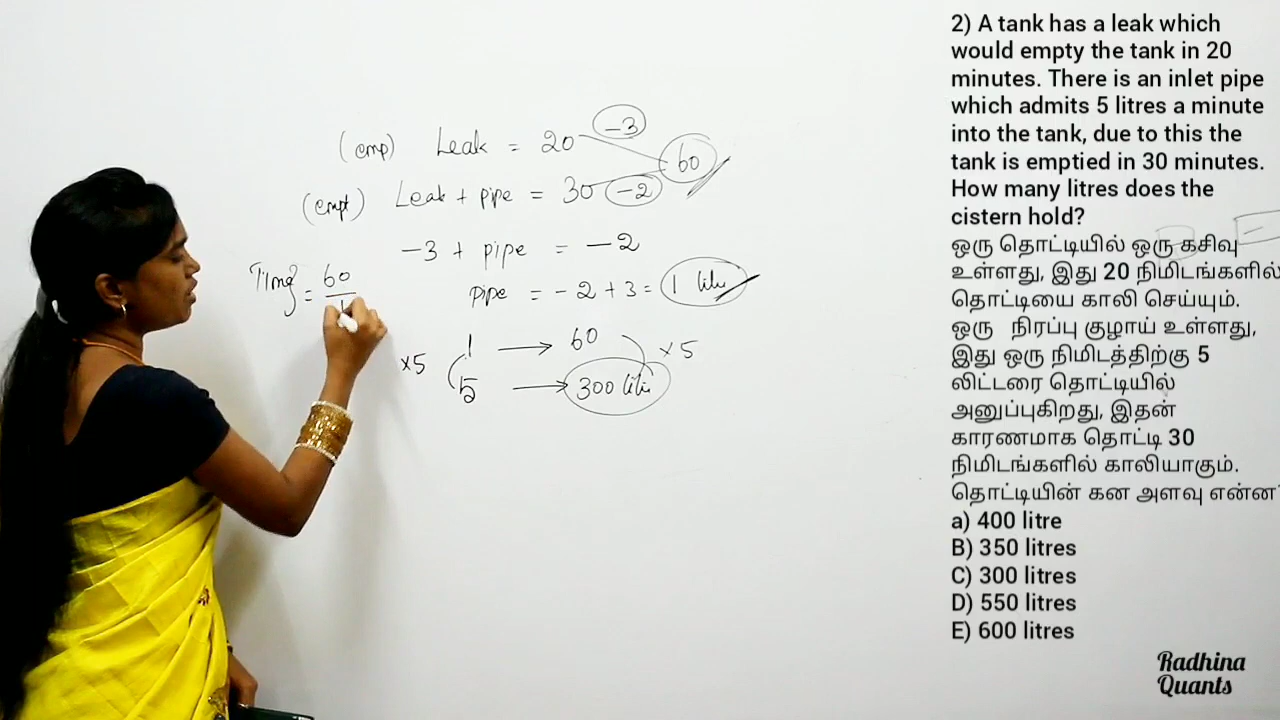 (emp) Leak = 20 -3
60
(empt) Leak + pipe = 30 -2
-3 + pipe = -2
pipe = -2 + 3 = 1
Time = 60
1 → 60
×5 ×5
5 → 300
2) A tank has a leak which
would empty the tank in 20
minutes. There is an inlet pipe
which admits 5 litres a minute
into the tank, due to this the
tank is emptied in 30 minutes.
How many litres does the
cistern hold?
ஒரு தொட்டியில் ஒரு கசிவு
உள்ளது, இது 20 நிமிடங்களில்
தொட்டியை காலி செய்யும்.
ஒரு நிரப்பு குழாய் உள்ளது,
இது ஒரு நிமிடத்திற்கு 5
லிட்டரை தொட்டியில்
அனுப்புகிறது, இதன்
காரணமாக தொட்டி 30
நிமிடங்களில் காலியாகும்.
தொட்டியின் கன அளவு என்ன
a) 400 litre
B) 350 litres
C) 300 litres
D) 550 litres
E) 600 litres
Radhina
Quants